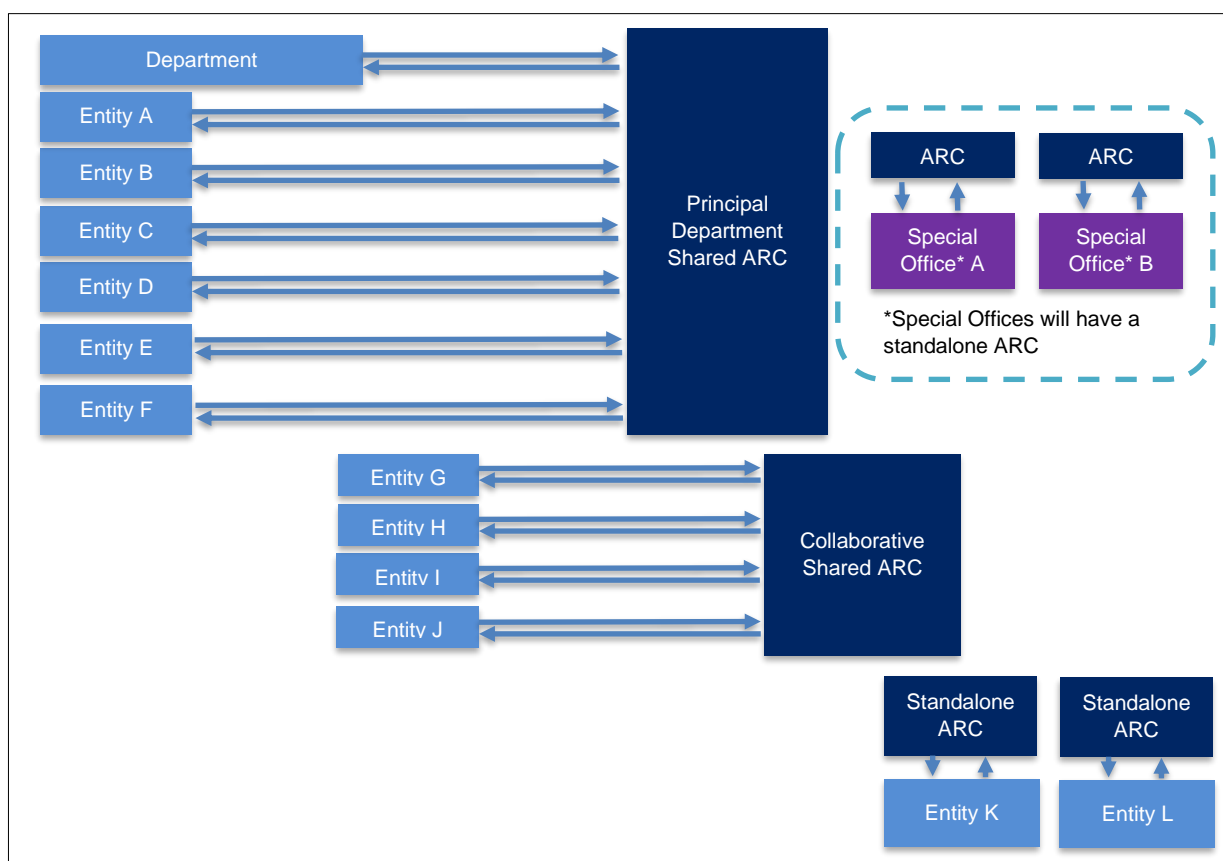 Department
Entity A
Entity B
Entity C
Entity D
Entity E
Entity F
Principal
Department
Shared ARC
ARC
ARC
Special
Office* A
Special
Office* B
*Special Offices will have a
standalone ARC
Entity G
Entity H
Entity I
Entity J
Collaborative
Shared ARC
Standalone
ARC
Standalone
ARC
Entity K
Entity L